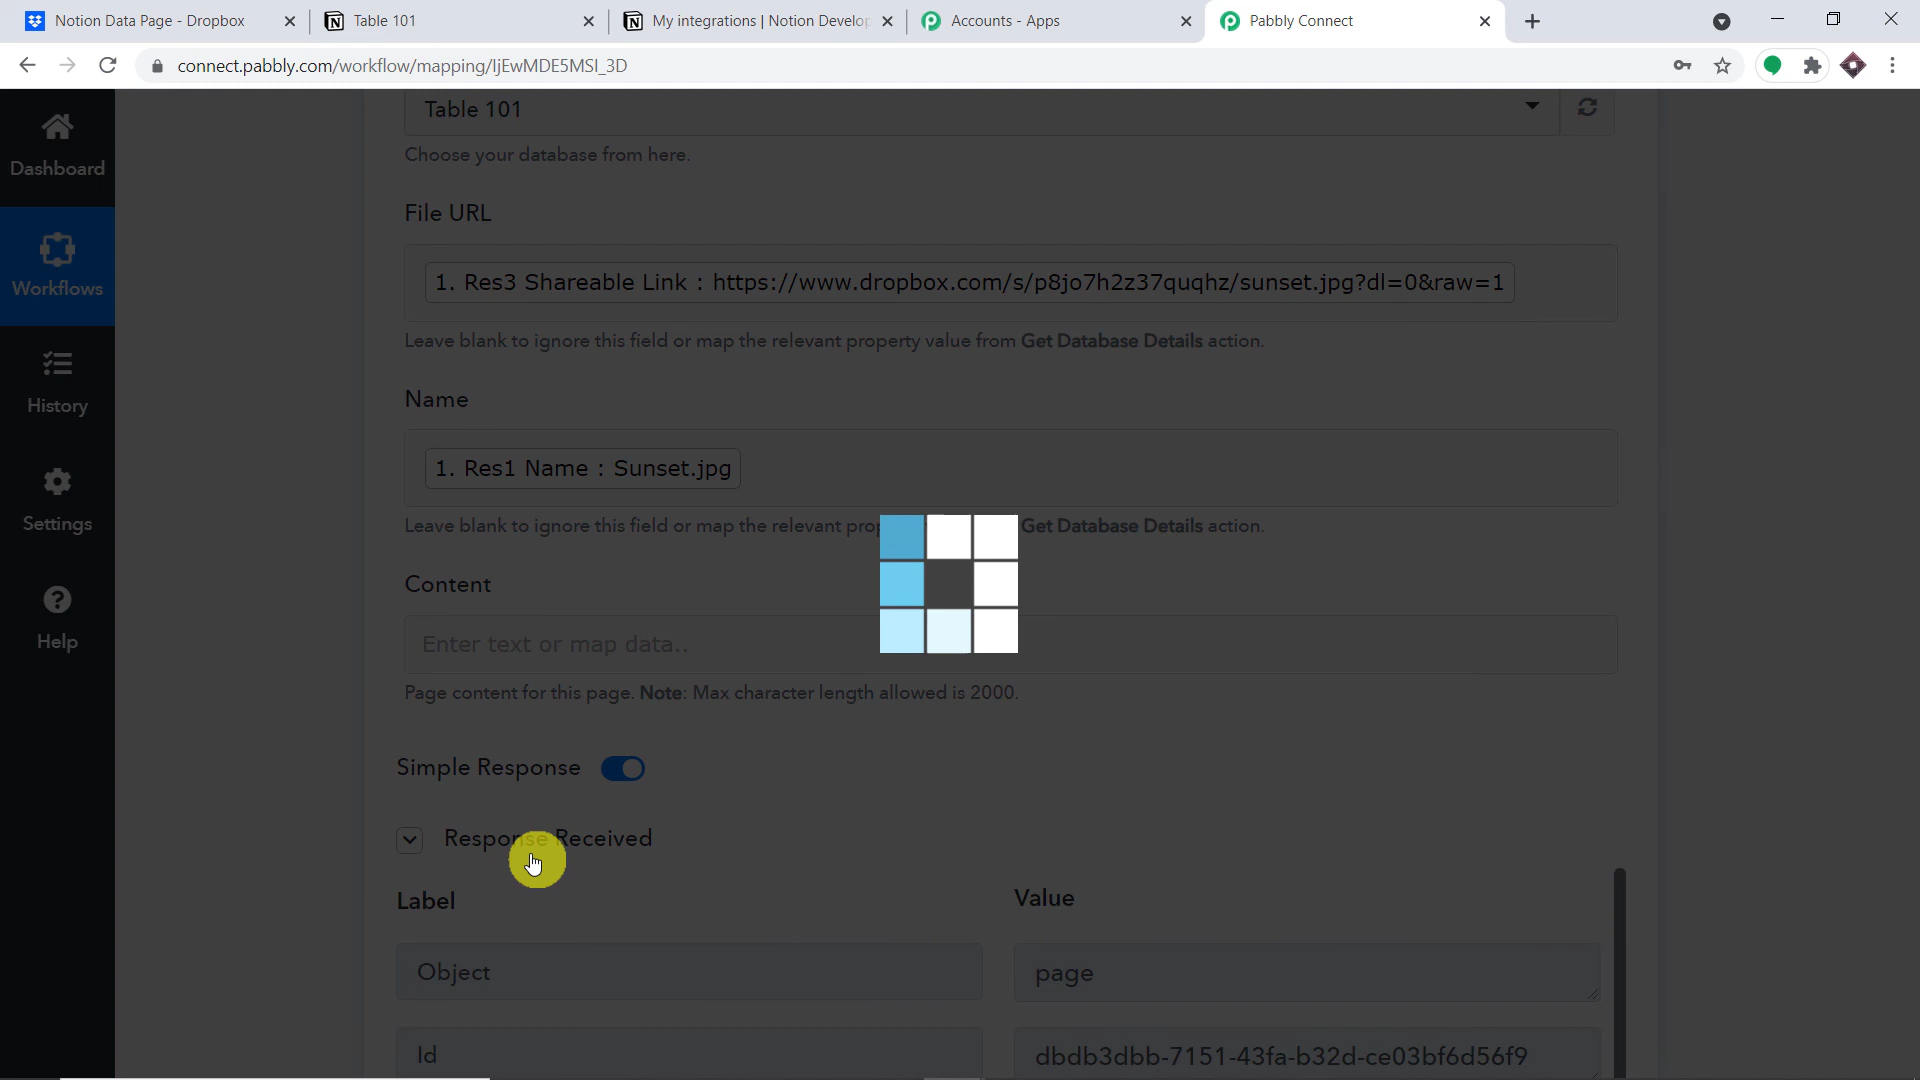 Notion Data Page - Dropbox
Table 101
My integrations | Notion Develop
Accounts - Apps
Pabbly Connect
connect.pabbly.com/workflow/mapping/IjEwMDE5MSI_3D
Dashboard
Workflows
History
Settings
Help
Table 101
Choose your database from here.
File URL
1. Res3 Shareable Link : https://www.dropbox.com/s/p8jo7h2z37quqhz/sunset.jpg?dl=0&raw=1
Leave blank to ignore this field or map the relevant property value from Get Database Details action.
Name
1. Res1 Name : Sunset.jpg
Leave blank to ignore this field or map the relevant Get Database Details action.
Content
Enter text or map data..
Page content for this page. Note: Max character length allowed is 2000.
Simple Response
Response Received
Label
Value
Object
page
Id
dbdb3dbb-7151-43fa-b32d-ce03bf6d56f9